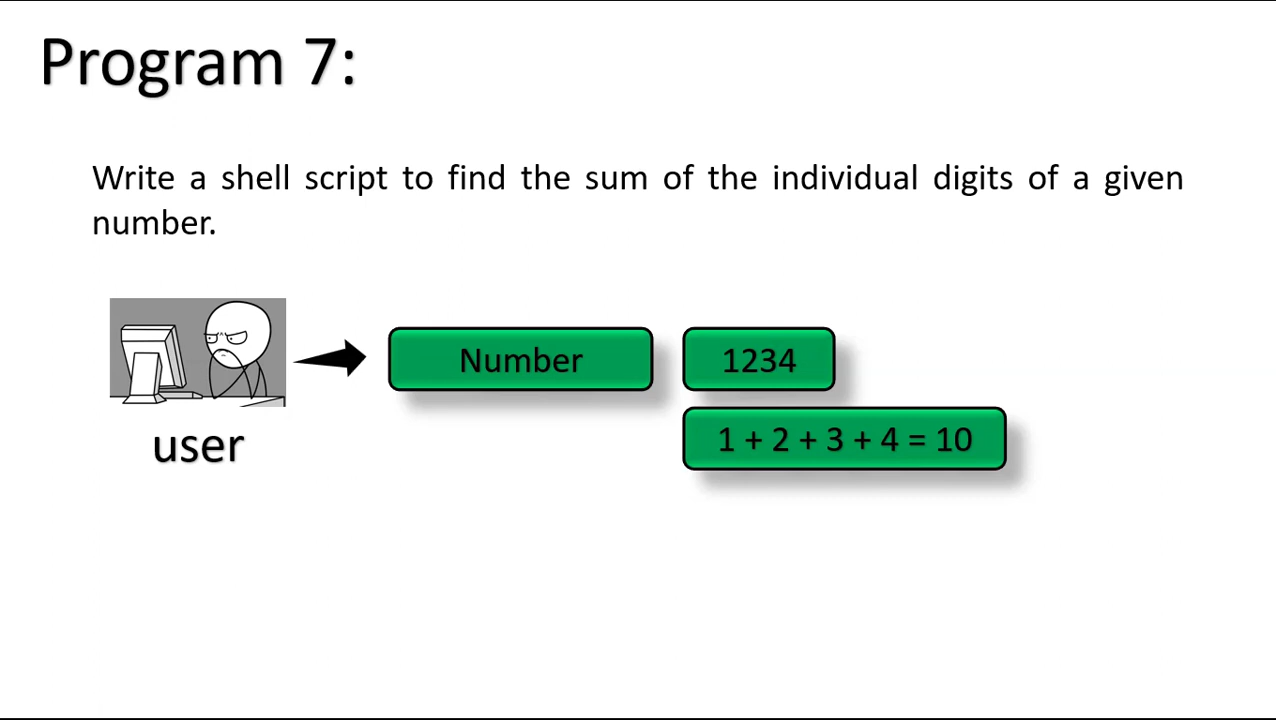 Program 7:
Write a shell script to find the sum of the individual digits of a given
number.
Number
1234
1 + 2 + 3 + 4 = 10
user